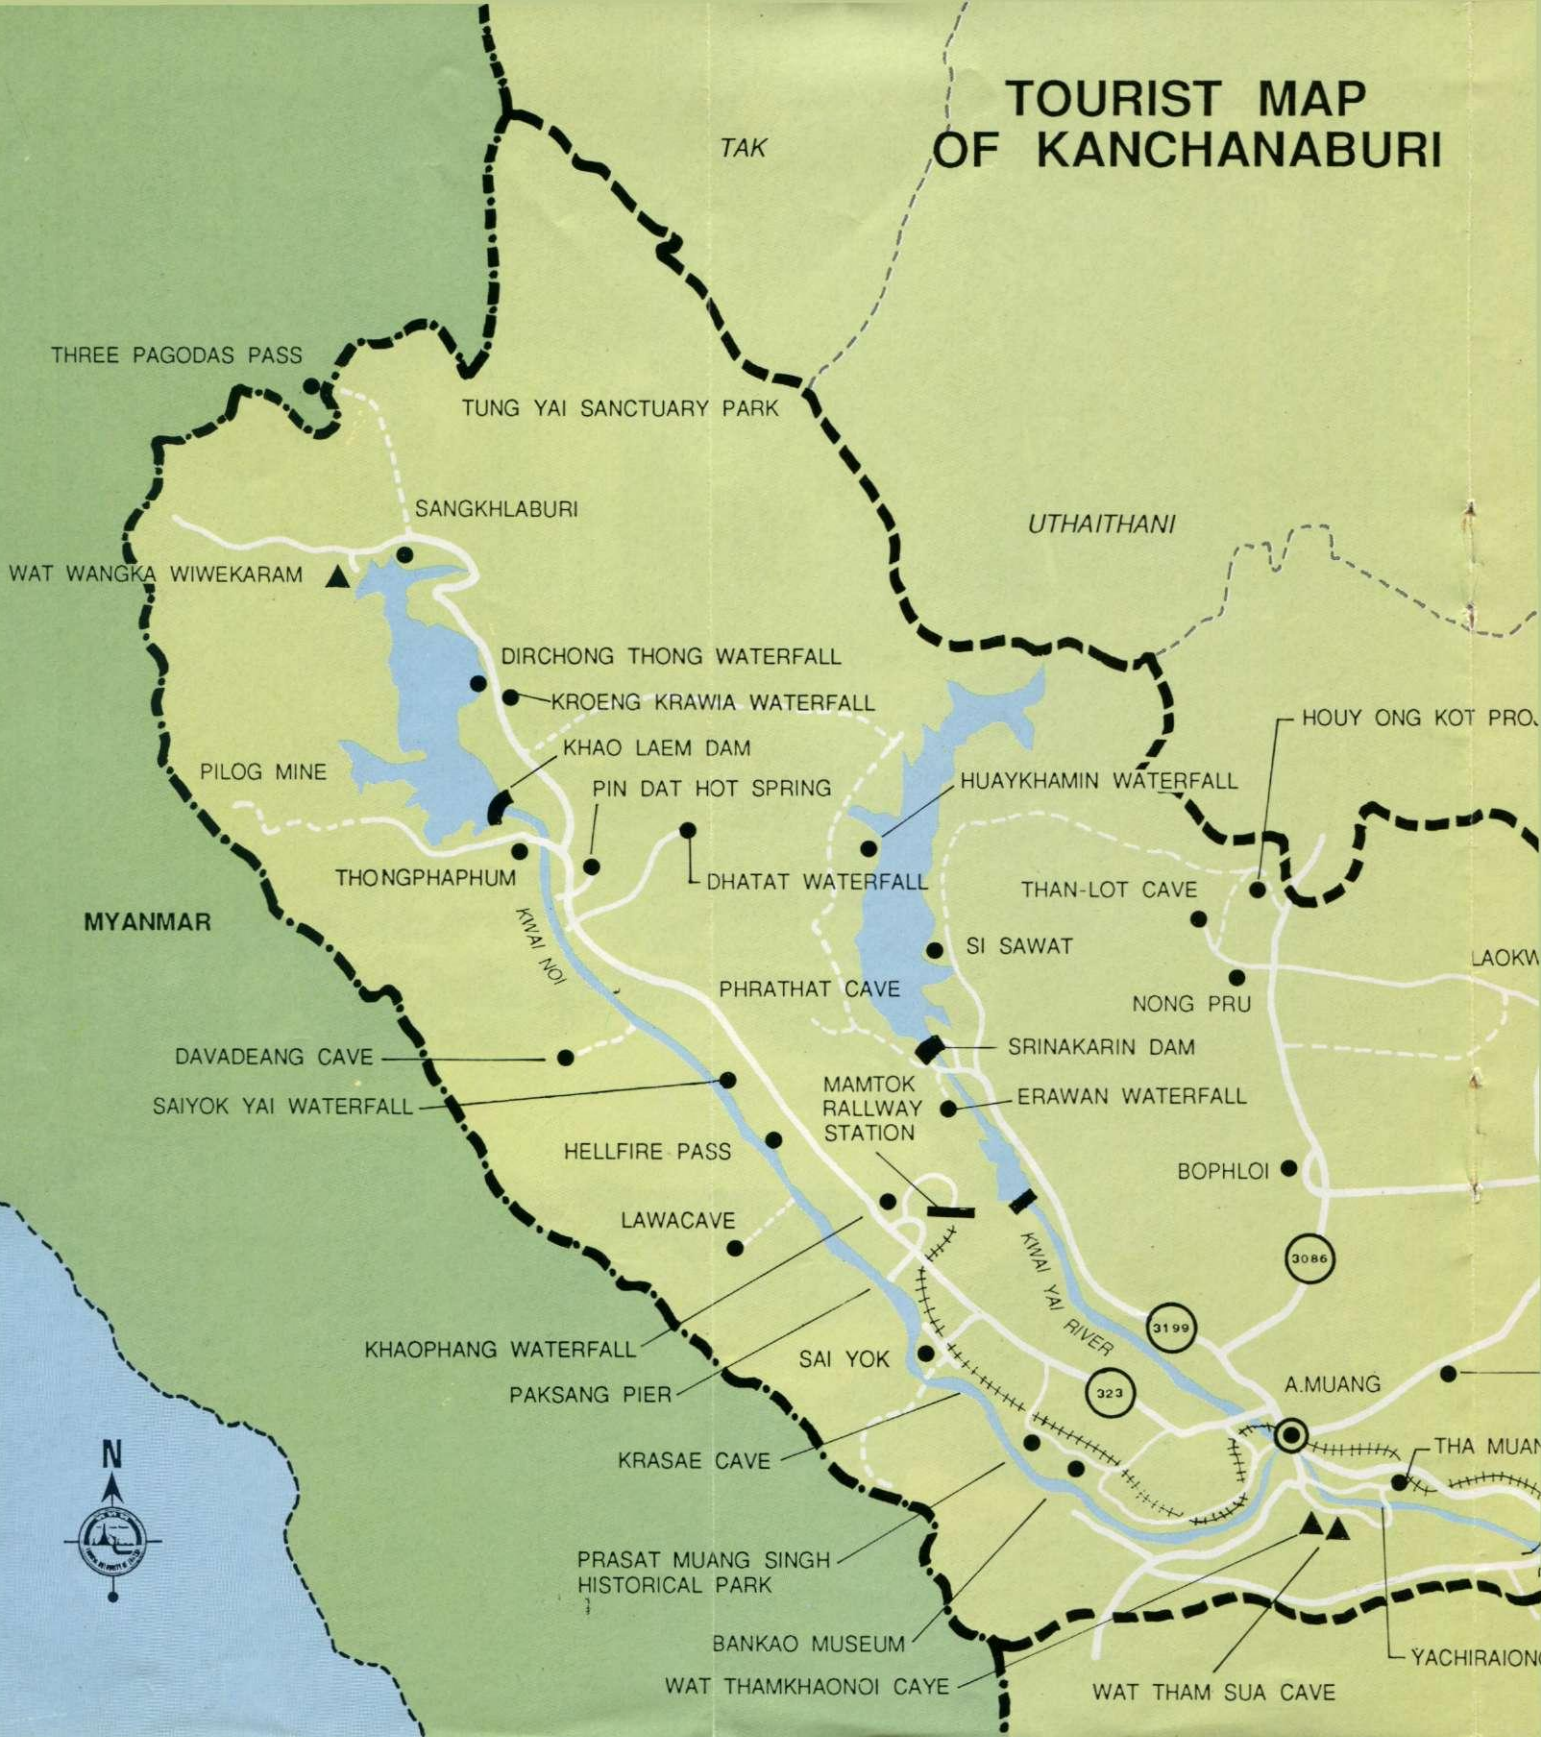 TOURIST MAP
OF KANCHANABURI
TAK
THREE PAGODAS PASS
TUNG YAI SANCTUARY PARK
SANGKHLABURI
UTHAITHANI
WAT WANGKA WIWEKARAM
DIRCHONG THONG WATERFALL
KROENG KRAWIA WATERFALL
HOUY ONG KOT PRO
KHAO LAEM DAM
PILOG MINE
HUAYKHAMIN WATERFALL
PIN DAT HOT SPRING
THONGPHAPHUM
DHATAT WATERFALL
THAN-LOT CAVE
MYANMAR
KWAI NOI
SI SAWAT
LAOKW
PHRATHAT CAVE
NONG PRU
DAVADEANG CAVE
SRINAKARIN DAM
MAMTOK
RALLWAY
STATION
ERAWAN WATERFALL
SAIYOK YAI WATERFALL
HELLFIRE PASS
BOPHLOI
LAWACAVE
3086
KWAI YAI RIVER
3199
KHAOPHANG WATERFALL
SAI YOK
323
A.MUANG
PAKSANG PIER
N
THA MUAN
KRASAE CAVE
PRASAT MUANG SINGH
HISTORICAL PARK
BANKAO MUSEUM
YACHIRAION
WAT THAMKHAONOI CAYE
WAT THAM SUA CAVE